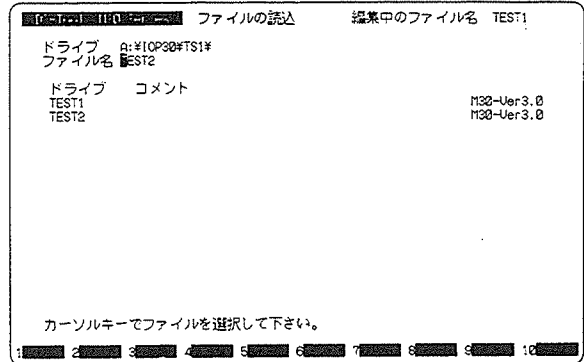 ファイルの読込 編集中のファイル名 TEST1
ドライブ A:¥IOP30¥TS1¥
ファイル名 TEST2
ドライブ コメント
TEST1 M30-Ver3.0
TEST2 M30-Ver3.0
カーソルキーでファイルを選択して下さい。
1 2 3 4 5 6 7 8 9 10